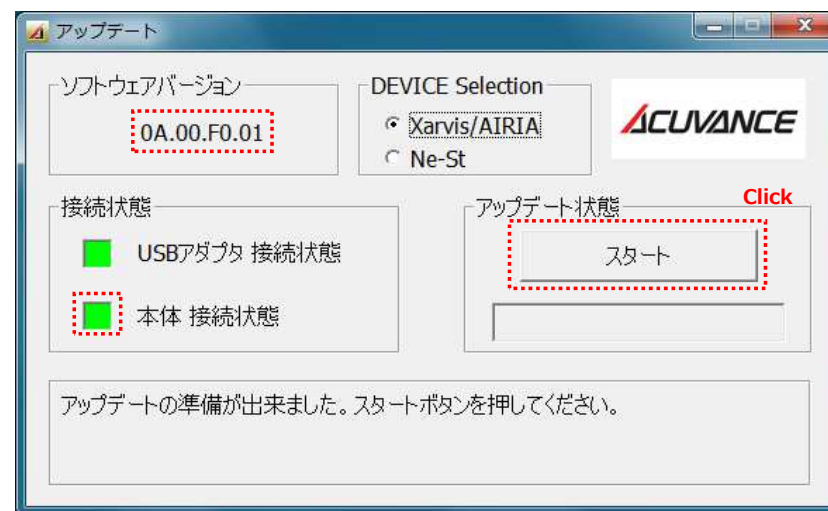 アップデート
ソフトウェアバージョン
0A.00.F0.01
DEVICE Selection
Xarvis/AIRIA
Ne-St
ACUVANCE
接続状態
USBアダプタ 接続状態
本体 接続状態
アップデート状態
Click
スタート
アップデートの準備が出来ました。スタートボタンを押してください。